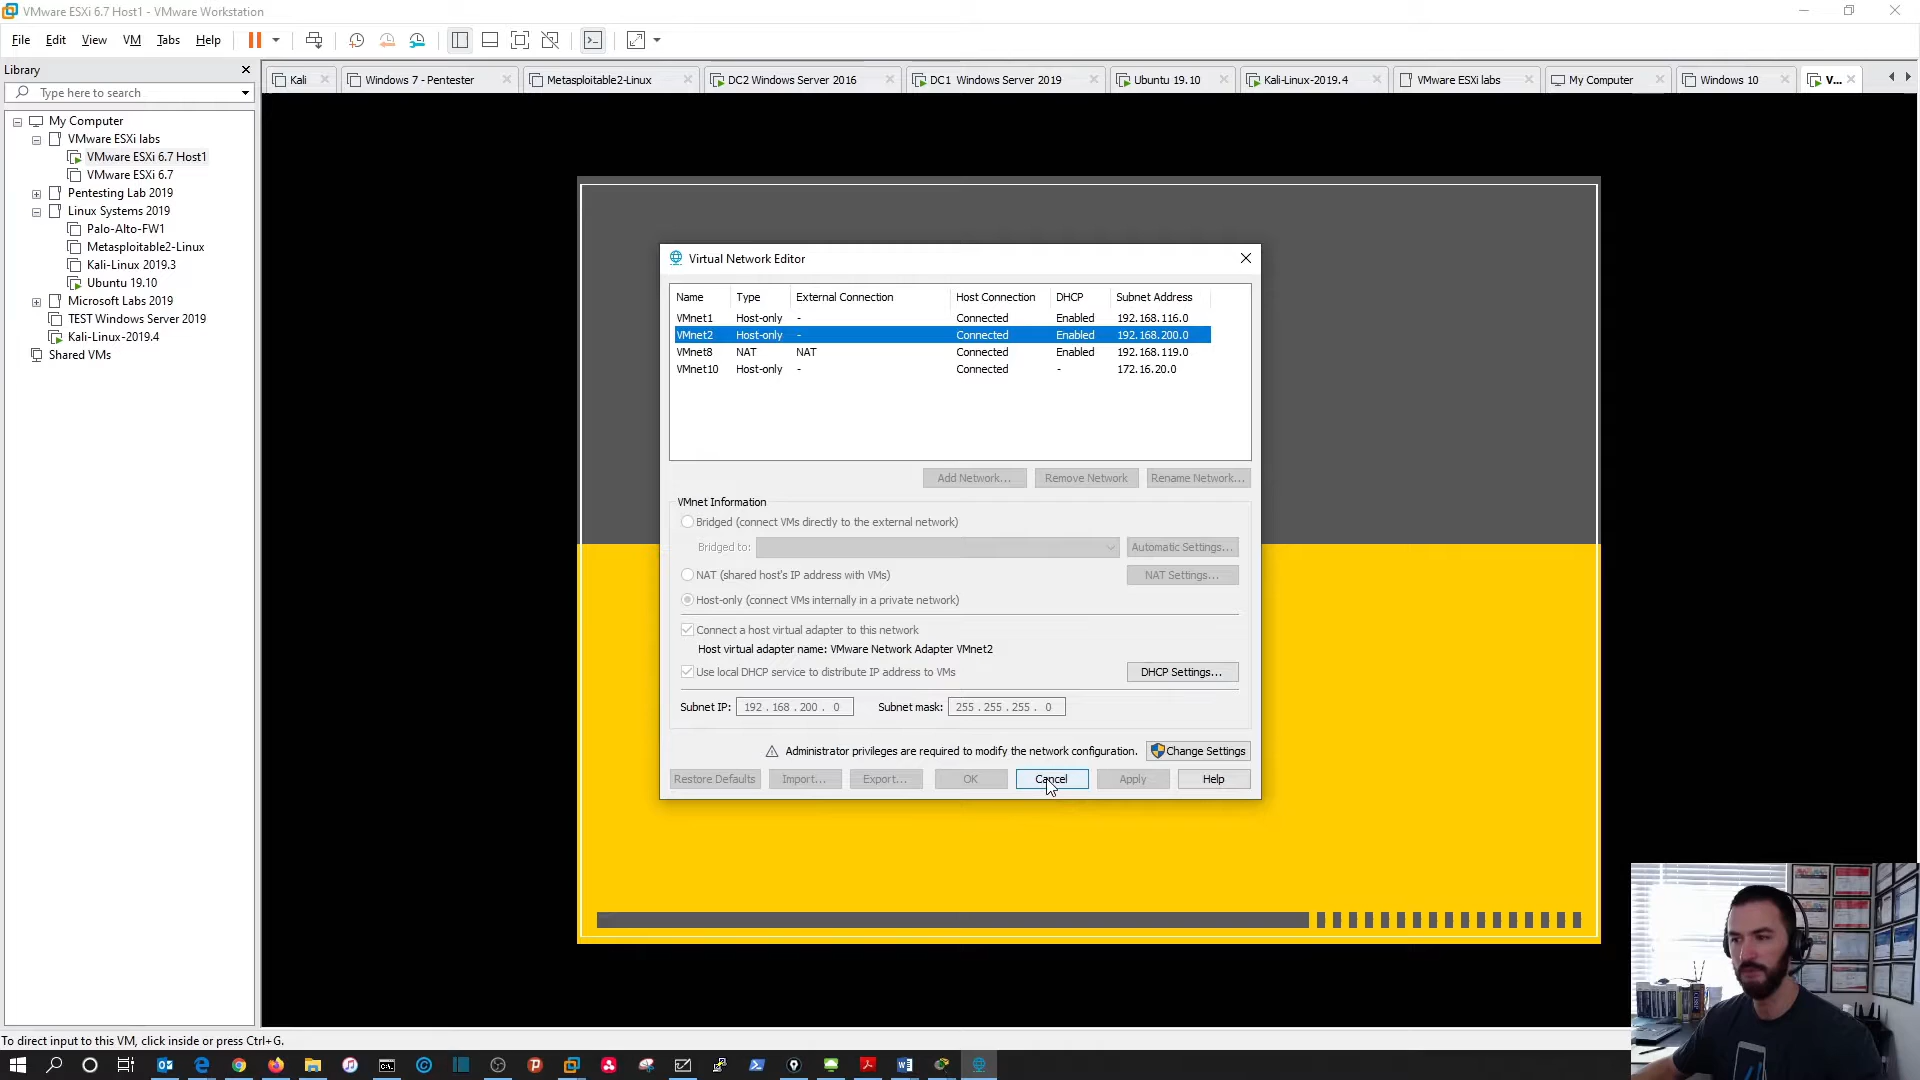 VMware ESXi 6.7 Host1 - VMware Workstation
File Edit View VM Tabs Help
Library
Type here to search
Kali
Windows 7 - Pentester
Metasploitable2-Linux
DC2 Windows Server 2016
DC1 Windows Server 2019
Ubuntu 19.10
Kali-Linux-2019.4
VMware ESXi labs
My Computer
Windows 10
V...
My Computer
VMware ESXi labs
VMware ESXi 6.7 Host1
VMware ESXi 6.7
Pentesting Lab 2019
Linux Systems 2019
Palo-Alto-FW1
Metasploitable2-Linux
Kali-Linux 2019.3
Ubuntu 19.10
Microsoft Labs 2019
TEST Windows Server 2019
Kali-Linux-2019.4
Shared VMs
Virtual Network Editor
Name Type External Connection Host Connection DHCP Subnet Address
VMnet1 Host-only - Connected Enabled 192.168.116.0
VMnet2 Host-only - Connected Enabled 192.168.200.0
VMnet8 NAT NAT Connected Enabled 192.168.119.0
VMnet10 Host-only - Connected - 172.16.20.0
Add Network... Remove Network Rename Network...
VMnet Information
Bridged (connect VMs directly to the external network)
Bridged to: Automatic Settings...
NAT (shared host's IP address with VMs) NAT Settings...
Host-only (connect VMs internally in a private network)
Connect a host virtual adapter to this network
Host virtual adapter name: VMware Network Adapter VMnet2
Use local DHCP service to distribute IP address to VMs DHCP Settings...
Subnet IP: 192 . 168 . 200 . 0 Subnet mask: 255 . 255 . 255 . 0
Administrator privileges are required to modify the network configuration. Change Settings
Restore Defaults Import... Export... OK Cancel Apply Help
To direct input to this VM, click inside or press Ctrl+G.